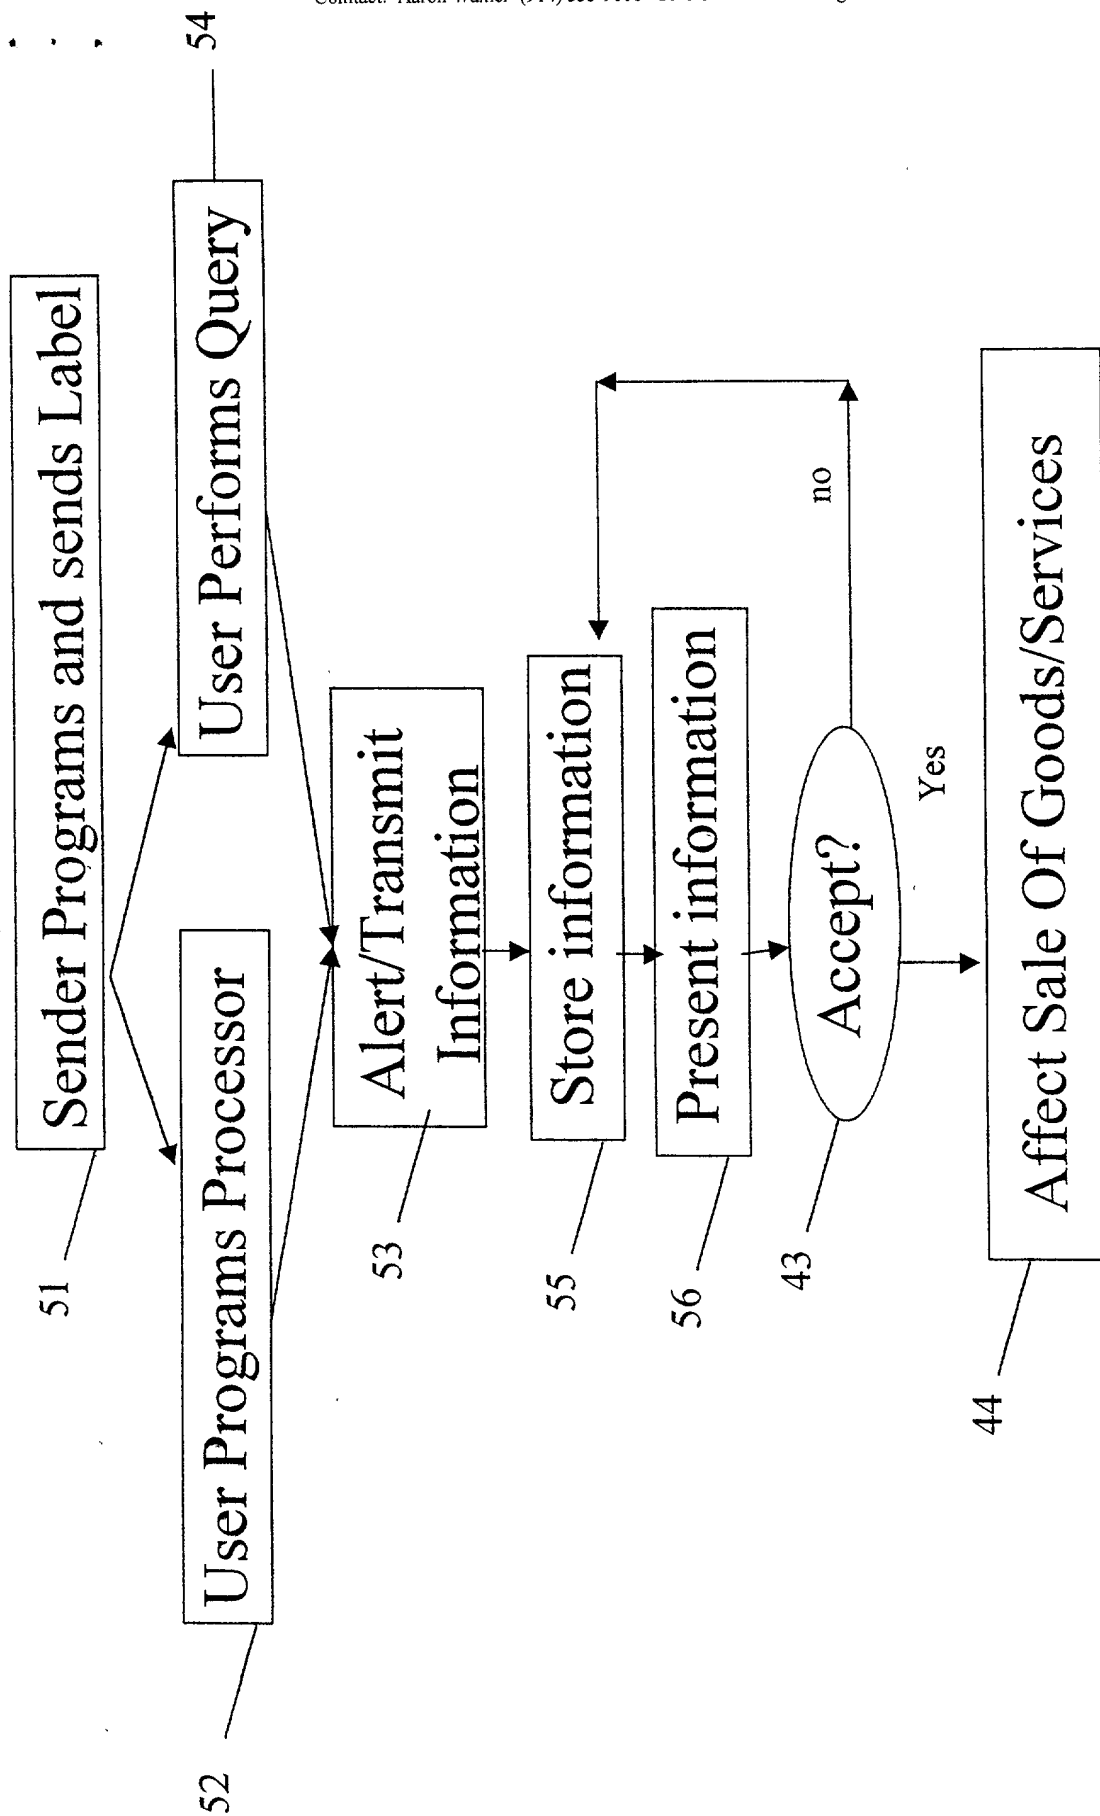 54
Sender Programs and sends Label
51
User Performs Query
User Programs Processor
52
Alert/Transmit
Information
53
Store information
55
Present information
56
no
Accept?
43
Yes
Affect Sale Of Goods/Services
44